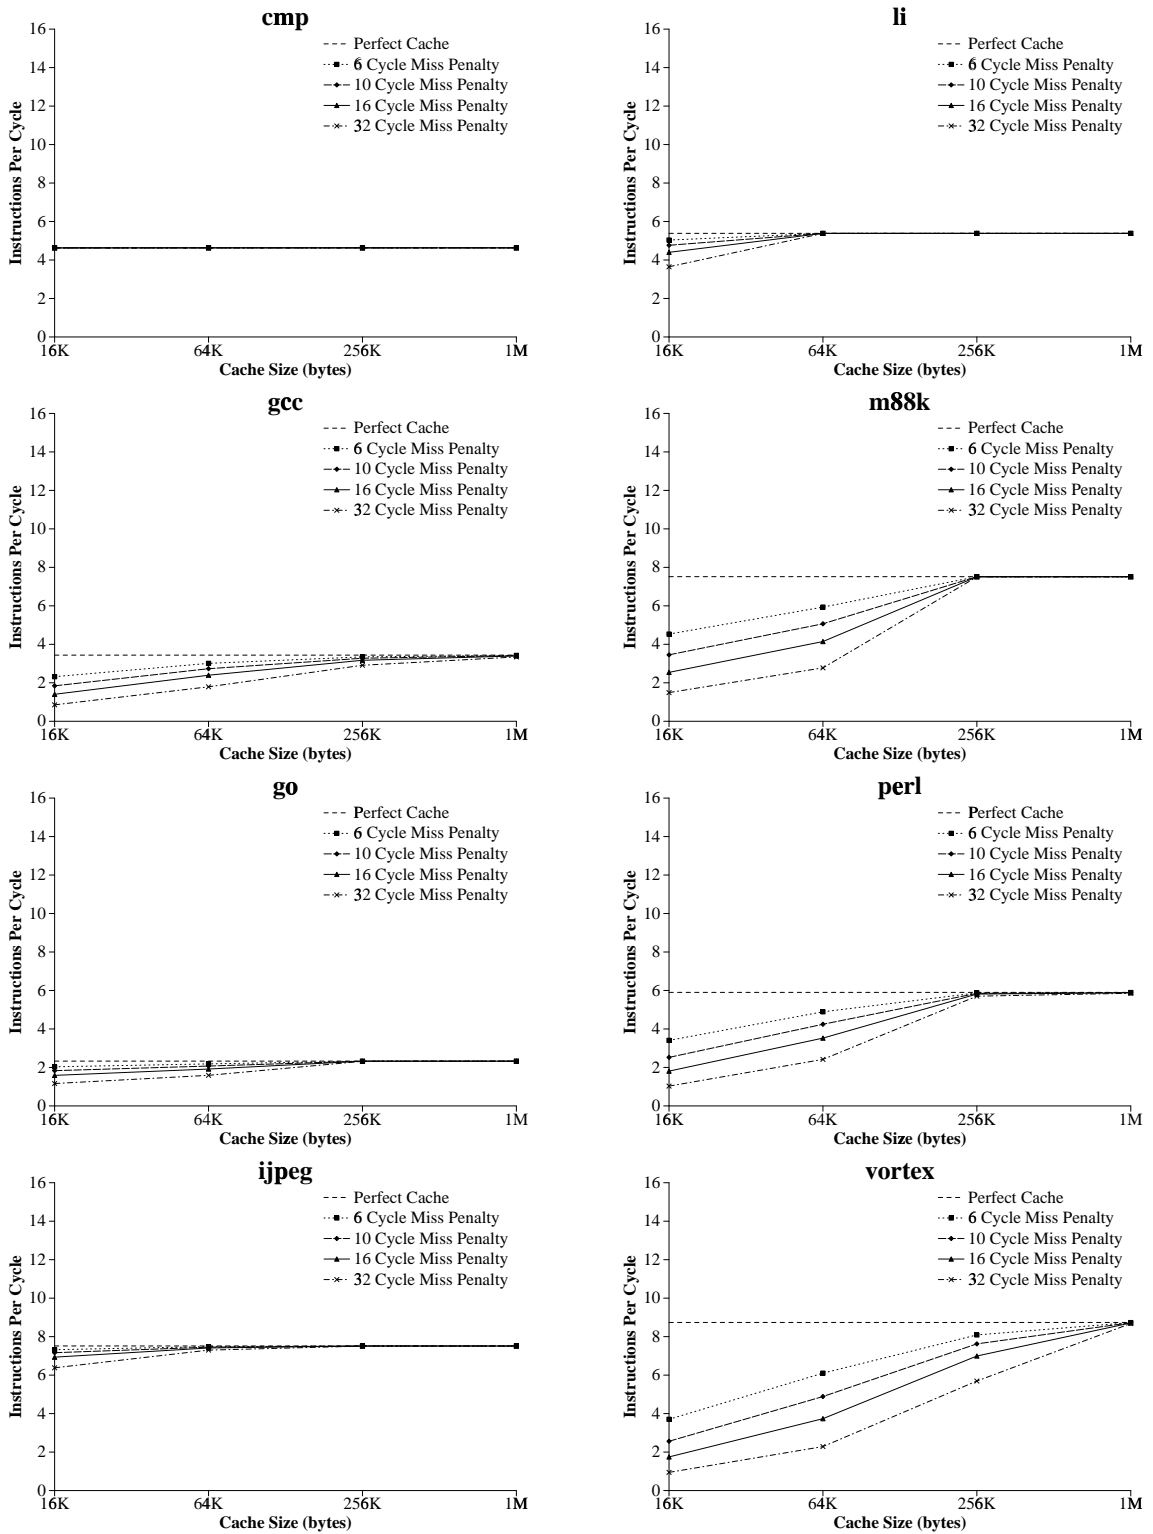 cmp
16
14
12
10
8
6
4
2
0
Instructions Per Cycle
Perfect Cache
6 Cycle Miss Penalty
10 Cycle Miss Penalty
16 Cycle Miss Penalty
32 Cycle Miss Penalty
16K 64K 256K 1M
Cache Size (bytes)
li
16
14
12
10
8
6
4
2
0
Instructions Per Cycle
Perfect Cache
6 Cycle Miss Penalty
10 Cycle Miss Penalty
16 Cycle Miss Penalty
32 Cycle Miss Penalty
16K 64K 256K 1M
Cache Size (bytes)
gcc
16
14
12
10
8
6
4
2
0
Instructions Per Cycle
Perfect Cache
6 Cycle Miss Penalty
10 Cycle Miss Penalty
16 Cycle Miss Penalty
32 Cycle Miss Penalty
16K 64K 256K 1M
Cache Size (bytes)
m88k
16
14
12
10
8
6
4
2
0
Instructions Per Cycle
Perfect Cache
6 Cycle Miss Penalty
10 Cycle Miss Penalty
16 Cycle Miss Penalty
32 Cycle Miss Penalty
16K 64K 256K 1M
Cache Size (bytes)
go
16
14
12
10
8
6
4
2
0
Instructions Per Cycle
Perfect Cache
6 Cycle Miss Penalty
10 Cycle Miss Penalty
16 Cycle Miss Penalty
32 Cycle Miss Penalty
16K 64K 256K 1M
Cache Size (bytes)
perl
16
14
12
10
8
6
4
2
0
Instructions Per Cycle
Perfect Cache
6 Cycle Miss Penalty
10 Cycle Miss Penalty
16 Cycle Miss Penalty
32 Cycle Miss Penalty
16K 64K 256K 1M
Cache Size (bytes)
ijpeg
16
14
12
10
8
6
4
2
0
Instructions Per Cycle
Perfect Cache
6 Cycle Miss Penalty
10 Cycle Miss Penalty
16 Cycle Miss Penalty
32 Cycle Miss Penalty
16K 64K 256K 1M
Cache Size (bytes)
vortex
16
14
12
10
8
6
4
2
0
Instructions Per Cycle
Perfect Cache
6 Cycle Miss Penalty
10 Cycle Miss Penalty
16 Cycle Miss Penalty
32 Cycle Miss Penalty
16K 64K 256K 1M
Cache Size (bytes)